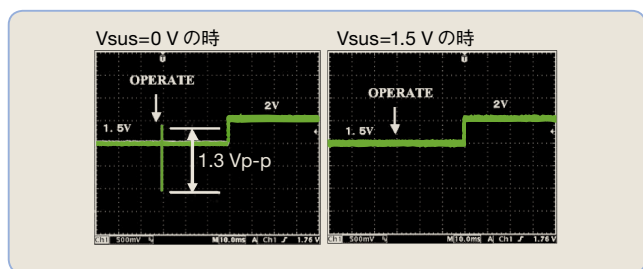 Vsus=0 V の時
Vsus=1.5 V の時
OPERATE
2V
1. 5V
1.3 Vp-p
Ch1 500mV M 10.0ms A Ch1 1.76 V
OPERATE
2V
1. 5V
Ch1 500mV M 10.0ms A Ch1 1.76 V